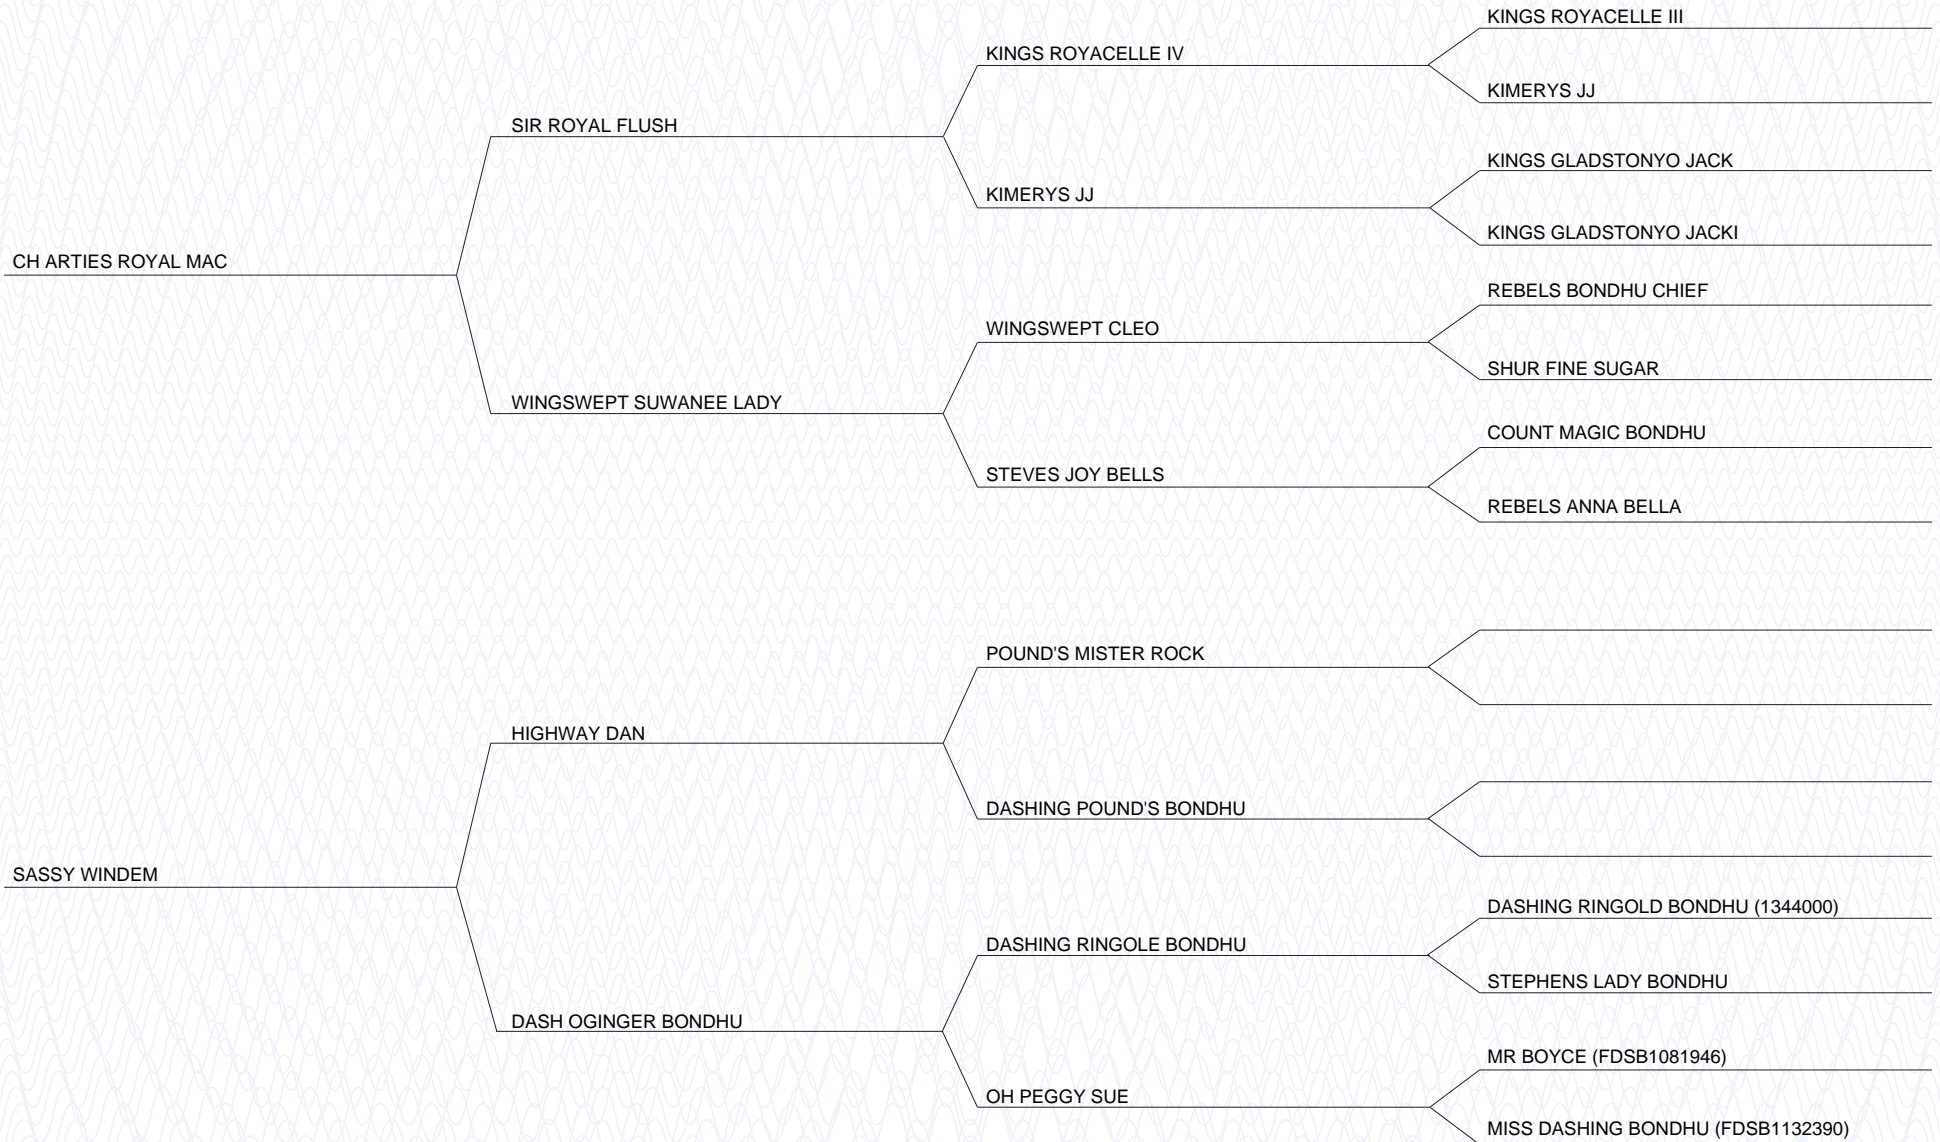 KINGS ROYACELLE III
KINGS ROYACELLE IV
KIMERYS JJ
SIR ROYAL FLUSH
KINGS GLADSTONYO JACK
KIMERYS JJ
KINGS GLADSTONYO JACKI
CH ARTIES ROYAL MAC
REBELS BONDHU CHIEF
WINGSWEPT CLEO
SHUR FINE SUGAR
WINGSWEPT SUWANEE LADY
COUNT MAGIC BONDHU
STEVES JOY BELLS
REBELS ANNA BELLA
POUND'S MISTER ROCK
HIGHWAY DAN
DASHING POUND'S BONDHU
SASSY WINDEM
DASHING RINGOLD BONDHU (1344000)
DASHING RINGOLE BONDHU
STEPHENS LADY BONDHU
DASH OGINGER BONDHU
MR BOYCE (FDSB1081946)
OH PEGGY SUE
MISS DASHING BONDHU (FDSB1132390)